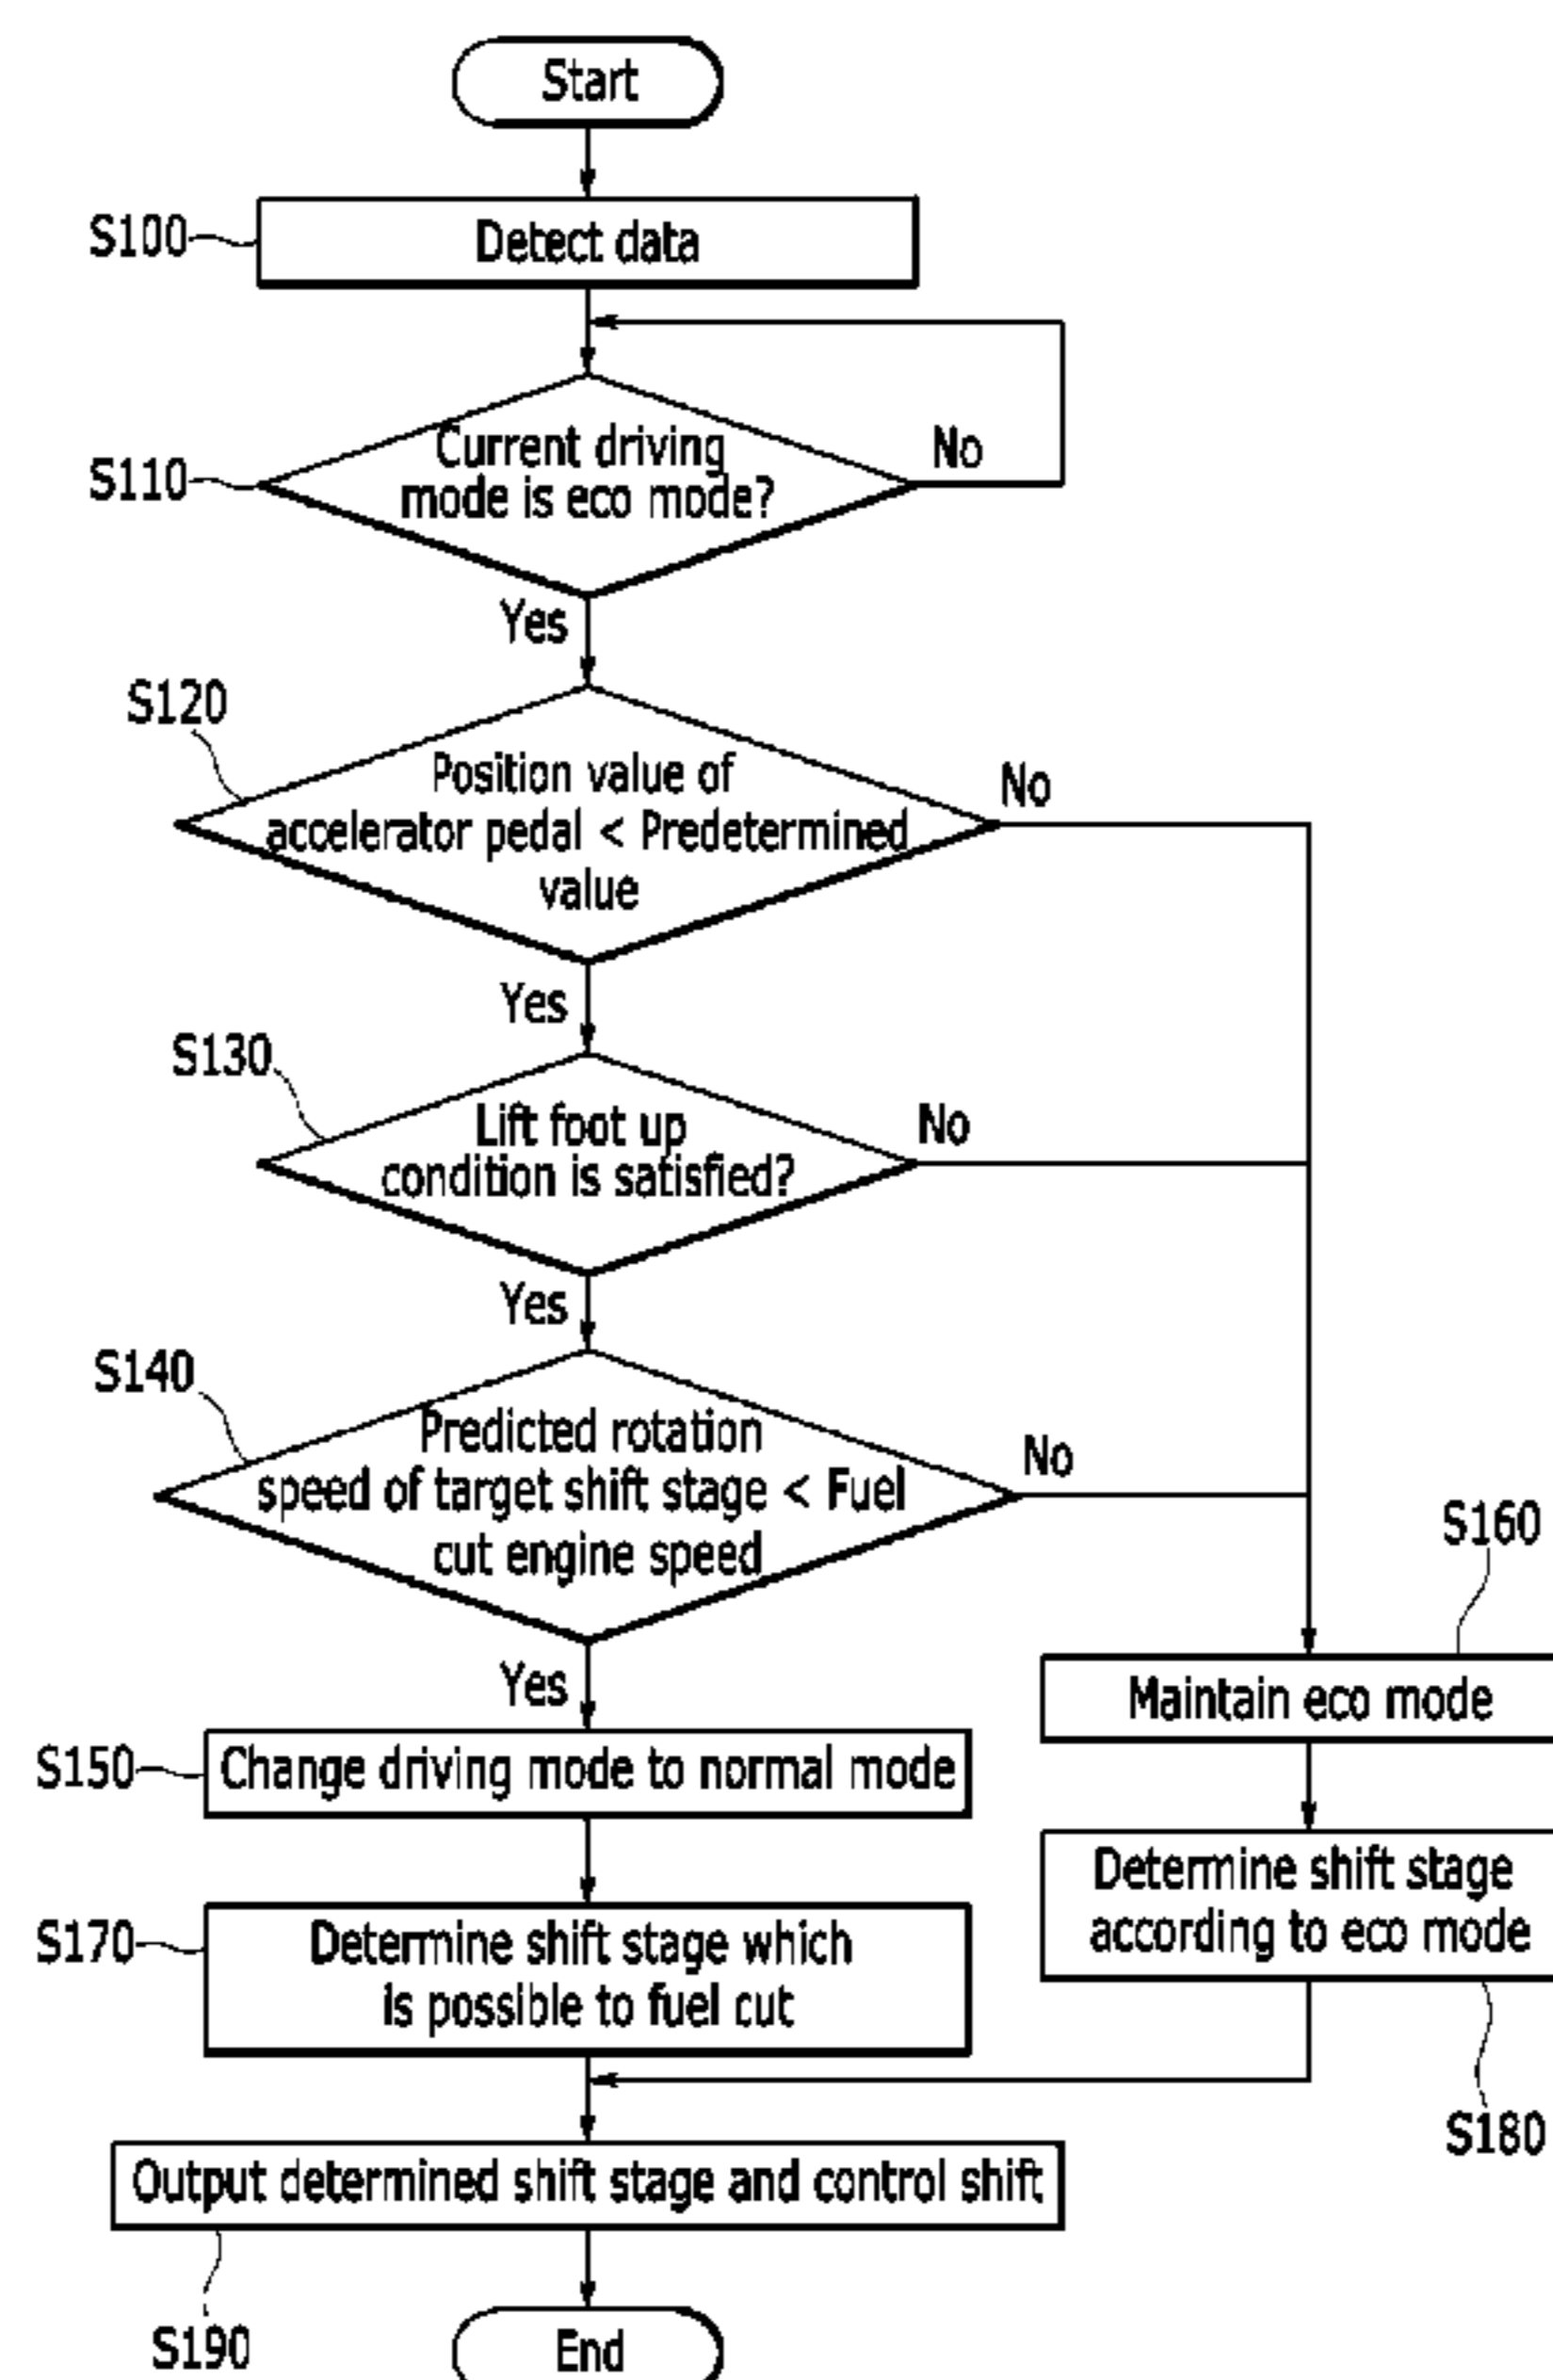 Start
S100
Detect data
S110
Current driving
mode is eco mode?
No
Yes
S120
Position value of
accelerator pedal < Predetermined
value
No
Yes
S130
Lift foot up
condition is satisfied?
No
Yes
S140
Predicted rotation
speed of target shift stage < Fuel
cut engine speed
No
Yes
S160
Maintain eco mode
S150
Change driving mode to normal mode
Determine shift stage
according to eco mode
S180
S170
Determine shift stage which
is possible to fuel cut
Output determined shift stage and control shift
S190
End